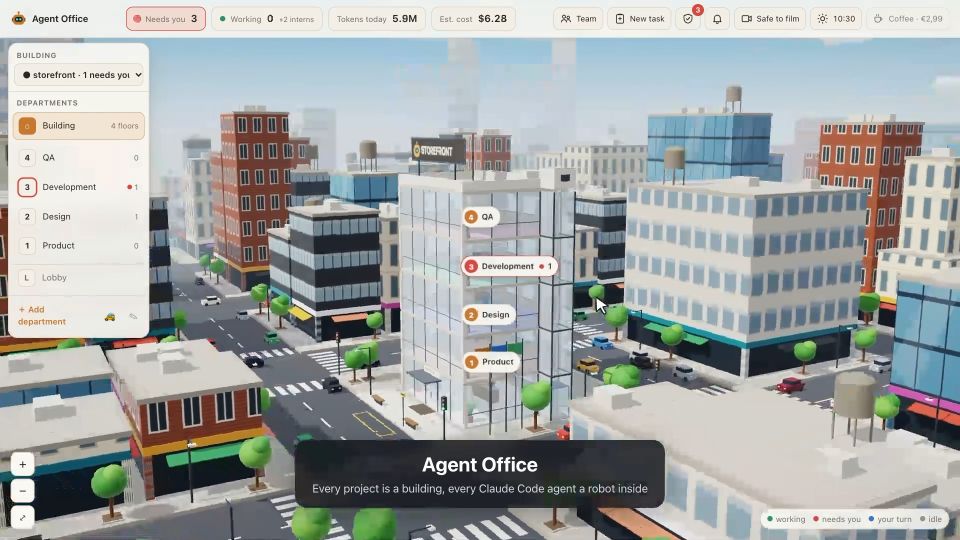 Agent Office
Needs you 3
Working 0 +2 interns
Tokens today 5.9M
Est. cost $6.28
Team
New task
3
Safe to film
10:30
Coffee · €2,99
BUILDING
storefront · 1 needs you
DEPARTMENTS
Building 4 floors
4 QA 0
3 Development 1
2 Design 1
1 Product 0
L Lobby
+ Add department
STOREFRONT
4 QA
3 Development 1
2 Design
1 Product
Agent Office
Every project is a building, every Claude Code agent a robot inside
+
−
working needs you your turn idle